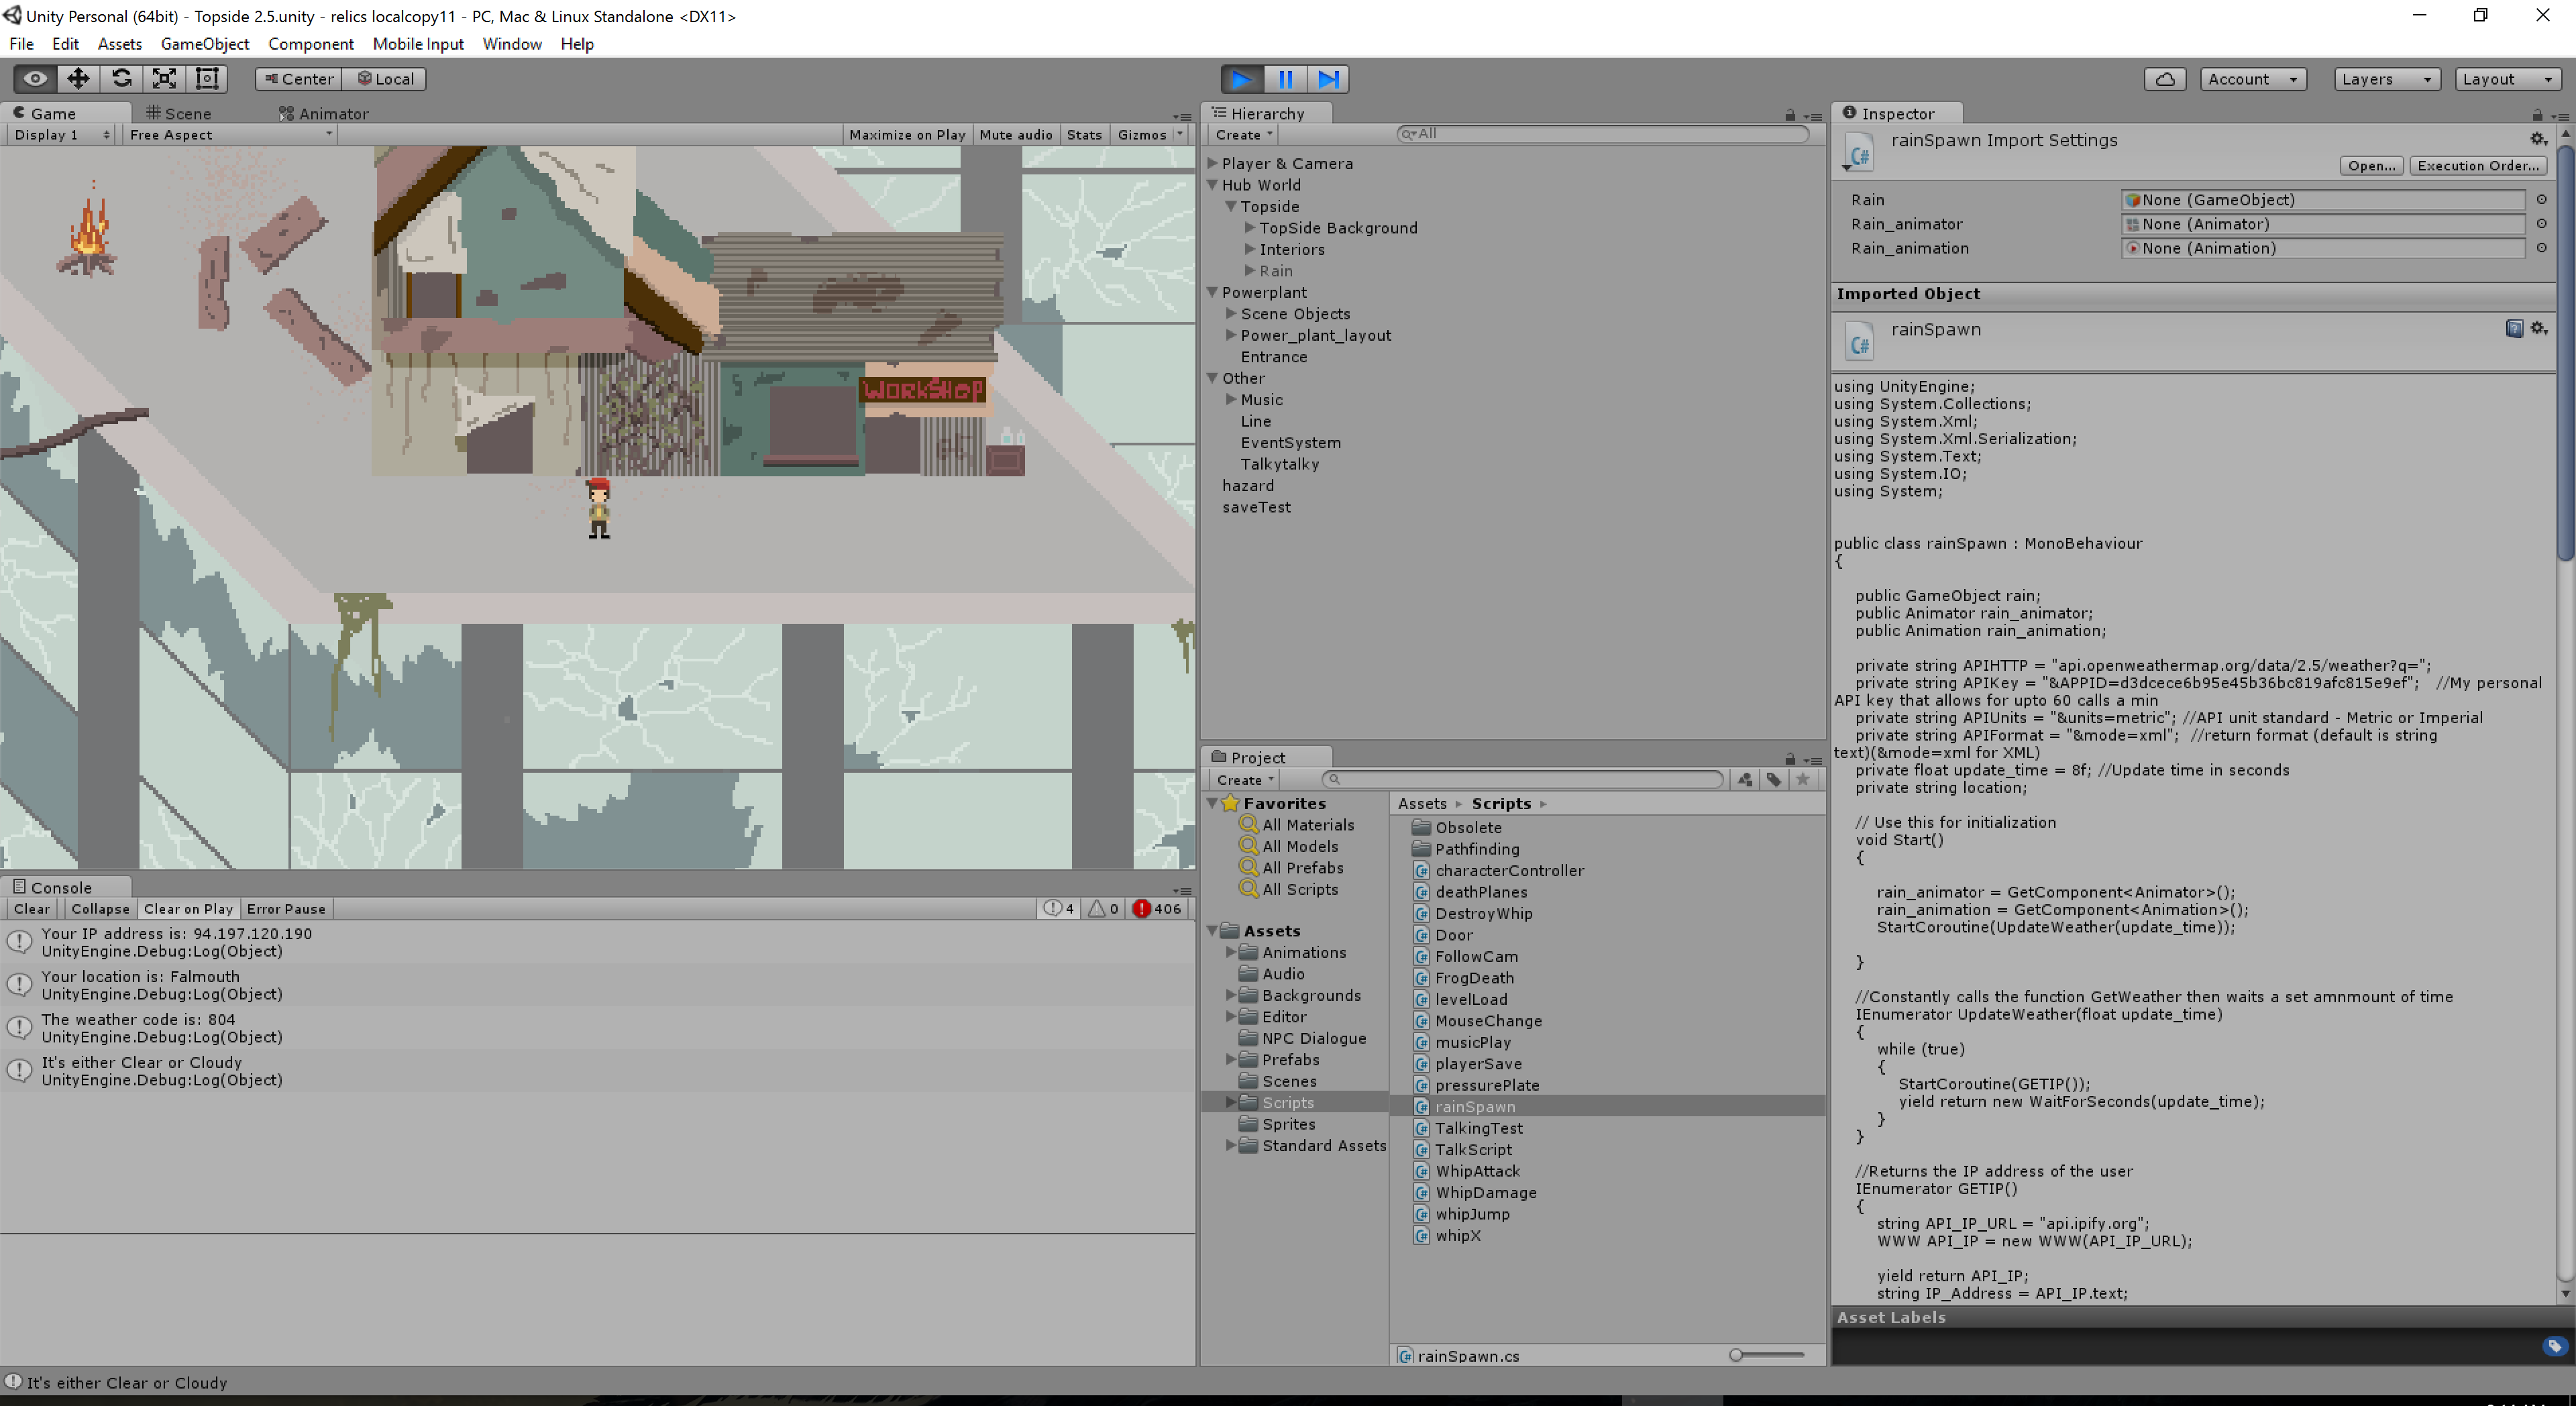 Unity Personal (64bit) - Topside 2.5.unity - relics localcopy11 - PC, Mac & Linux Standalone <DX11>
File Edit Assets GameObject Component Mobile Input Window Help
Center Local
Account Layers Layout
Game Scene Animator
Display 1 Free Aspect Maximize on Play Mute audio Stats Gizmos
WORKSHOP
Console
Clear Collapse Clear on Play Error Pause 4 0 406
Your IP address is: 94.197.120.190
UnityEngine.Debug:Log(Object)
Your location is: Falmouth
UnityEngine.Debug:Log(Object)
The weather code is: 804
UnityEngine.Debug:Log(Object)
It's either Clear or Cloudy
UnityEngine.Debug:Log(Object)
Hierarchy
Create All
Player & Camera
Hub World
Topside
TopSide Background
Interiors
Rain
Powerplant
Scene Objects
Power_plant_layout
Entrance
Other
Music
Line
EventSystem
Talkytalky
hazard
saveTest
Project
Create
Favorites
All Materials
All Models
All Prefabs
All Scripts
Assets
Animations
Audio
Backgrounds
Editor
NPC Dialogue
Prefabs
Scenes
Scripts
Sprites
Standard Assets
Assets Scripts
Obsolete
Pathfinding
characterController
deathPlanes
DestroyWhip
Door
FollowCam
FrogDeath
levelLoad
MouseChange
musicPlay
playerSave
pressurePlate
rainSpawn
TalkingTest
TalkScript
WhipAttack
WhipDamage
whipJump
whipX
rainSpawn.cs
Inspector
rainSpawn Import Settings
Open... Execution Order...
Rain None (GameObject)
Rain_animator None (Animator)
Rain_animation None (Animation)
Imported Object
rainSpawn
using UnityEngine;
using System.Collections;
using System.Xml;
using System.Xml.Serialization;
using System.Text;
using System.IO;
using System;
public class rainSpawn : MonoBehaviour
{
public GameObject rain;
public Animator rain_animator;
public Animation rain_animation;
private string APIHTTP = "api.openweathermap.org/data/2.5/weather?q=";
private string APIKey = "&APPID=d3dcece6b95e45b36bc819afc815e9ef"; //My personal
API key that allows for upto 60 calls a min
private string APIUnits = "&units=metric"; //API unit standard - Metric or Imperial
private string APIFormat = "&mode=xml"; //return format (default is string
text)(&mode=xml for XML)
private float update_time = 8f; //Update time in seconds
private string location;
// Use this for initialization
void Start()
{
rain_animator = GetComponent<Animator>();
rain_animation = GetComponent<Animation>();
StartCoroutine(UpdateWeather(update_time));
}
//Constantly calls the function GetWeather then waits a set amnmount of time
IEnumerator UpdateWeather(float update_time)
{
while (true)
{
StartCoroutine(GETIP());
yield return new WaitForSeconds(update_time);
}
}
//Returns the IP address of the user
IEnumerator GETIP()
{
string API_IP_URL = "api.ipify.org";
WWW API_IP = new WWW(API_IP_URL);
yield return API_IP;
string IP_Address = API_IP.text;
Asset Labels
It's either Clear or Cloudy